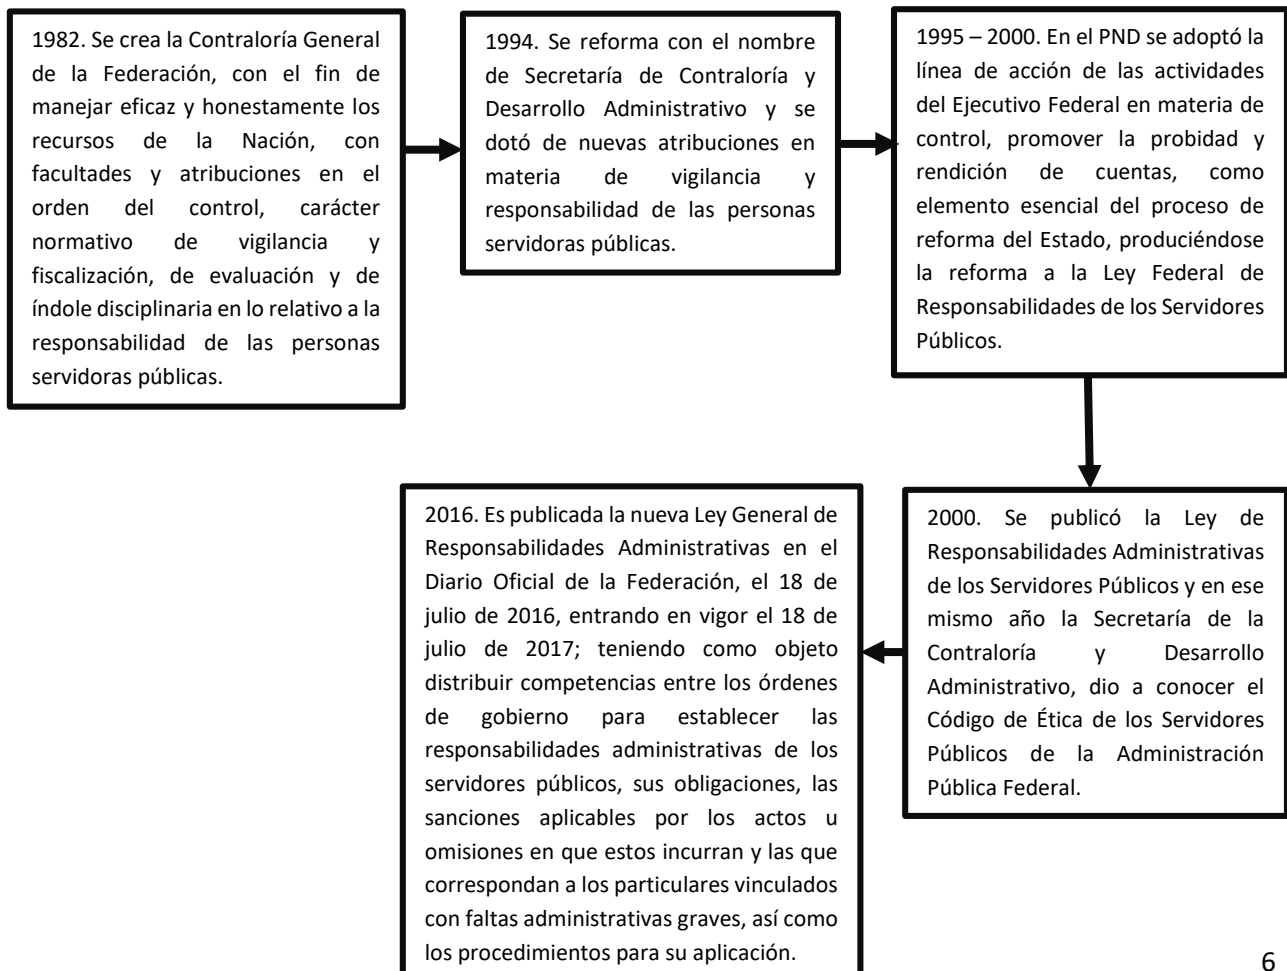 1982. Se crea la Contraloría General
de la Federación, con el fin de
manejar eficaz y honestamente los
recursos de la Nación, con
facultades y atribuciones en el
orden del control, carácter
normativo de vigilancia y
fiscalización, de evaluación y de
índole disciplinaria en lo relativo a la
responsabilidad de las personas
servidoras públicas.
1994. Se reforma con el nombre
de Secretaría de Contraloría y
Desarrollo Administrativo y se
dotó de nuevas atribuciones en
materia de vigilancia y
responsabilidad de las personas
servidoras públicas.
1995 – 2000. En el PND se adoptó la
línea de acción de las actividades
del Ejecutivo Federal en materia de
control, promover la probidad y
rendición de cuentas, como
elemento esencial del proceso de
reforma del Estado, produciéndose
la reforma a la Ley Federal de
Responsabilidades de los Servidores
Públicos.
2000. Se publicó la Ley de
Responsabilidades Administrativas
de los Servidores Públicos y en ese
mismo año la Secretaría de la
Contraloría y Desarrollo
Administrativo, dio a conocer el
Código de Ética de los Servidores
Públicos de la Administración
Pública Federal.
2016. Es publicada la nueva Ley General de
Responsabilidades Administrativas en el
Diario Oficial de la Federación, el 18 de
julio de 2016, entrando en vigor el 18 de
julio de 2017; teniendo como objeto
distribuir competencias entre los órdenes
de gobierno para establecer las
responsabilidades administrativas de los
servidores públicos, sus obligaciones, las
sanciones aplicables por los actos u
omisiones en que estos incurran y las que
correspondan a los particulares vinculados
con faltas administrativas graves, así como
los procedimientos para su aplicación.
6